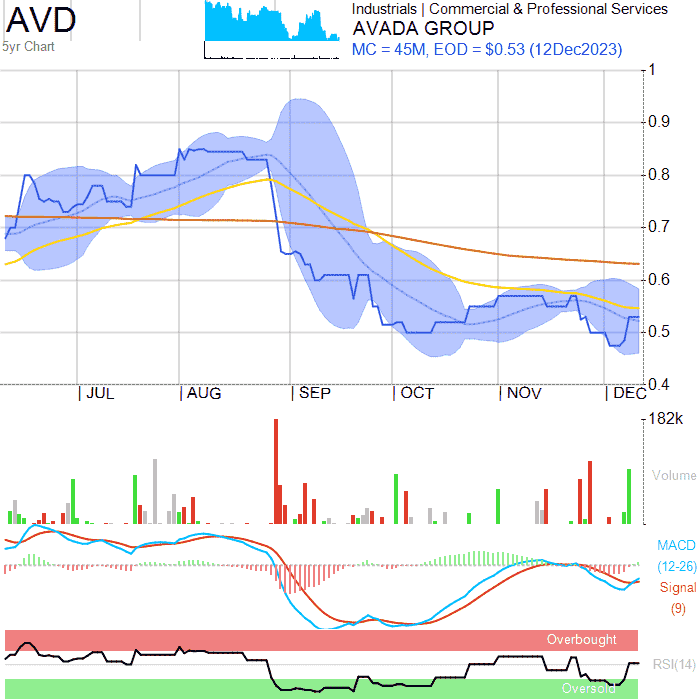 AVD
5yr Chart
Industrials | Commercial & Professional Services
AVADA GROUP
MC = 45M, EOD = $0.53 (12Dec2023)
1
0.9
0.8
0.7
0.6
0.5
0.4
JUL
AUG
SEP
OCT
NOV
DEC
182k
Volume
MACD
(12-26)
Signal
(9)
Overbought
RSI(14)
Oversold